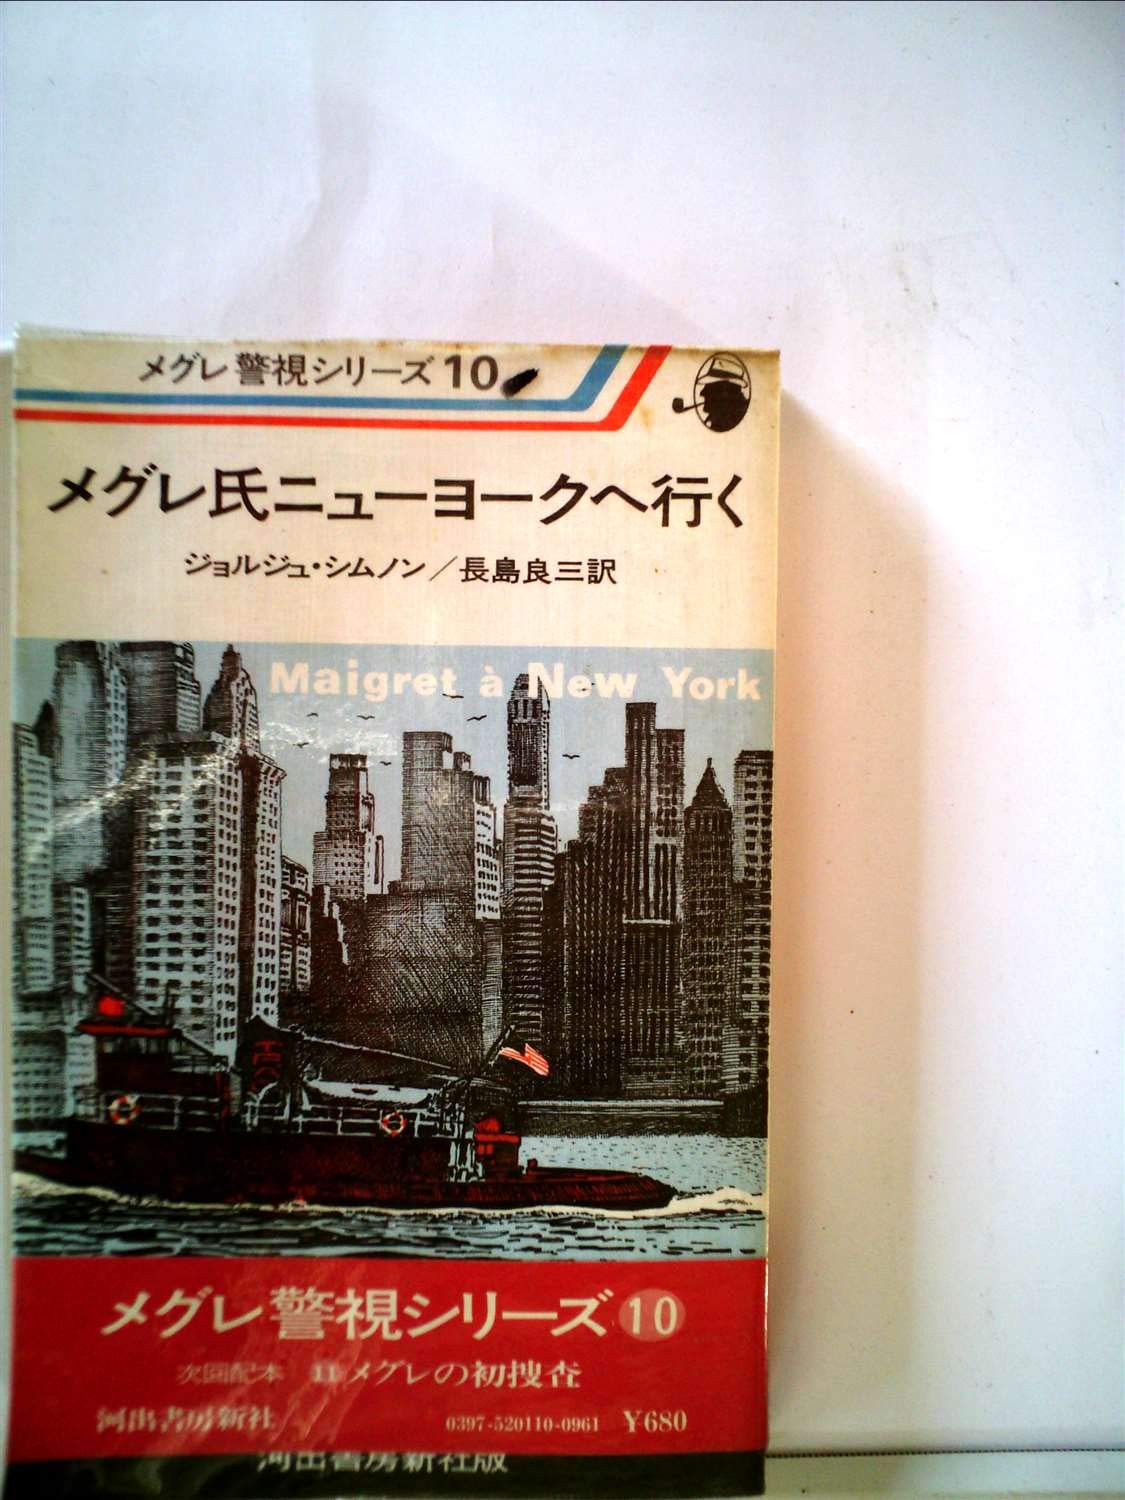 メグレ警視シリーズ10
メグレ氏ニューヨークへ行く
ジョルジュ・シムノン／長島良三訳
Maigret à New York
メグレ警視シリーズ10
次回配本 11 メグレの初捜査
河出書房新社 0397-520110-0961 ¥680
河出書房新社版